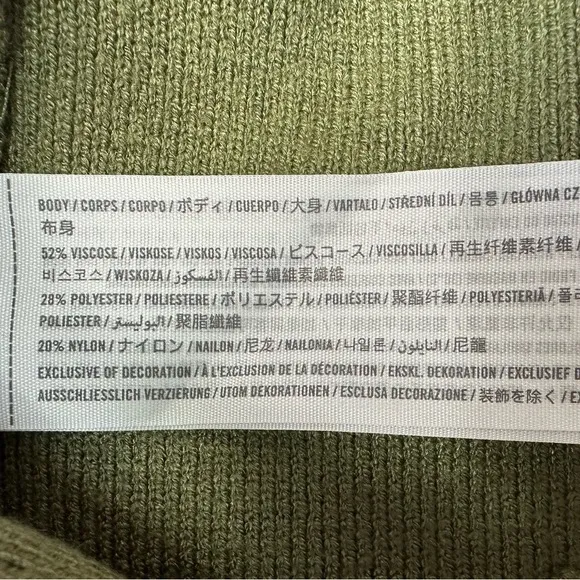 BODY / CORPS / CORPO / ボディ / CUERPO / 大身 / VARTALO / STŘEDNÍ DÍL / 몸통 / GŁÓWNA CZ
布身
52% VISCOSE / VISKOSE / VISKOS / VISCOSA / ビスコース / VISCOSILLA / 再生纤维素纤维 /
비스코스 / WISKOZA / الفسكوز / 再生纖維素纖維
28% POLYESTER / POLIESTERE / ポリエステル / POLIÉSTER / 聚酯纤维 / POLYESTERIÄ / 폴리
POLIESTER / البوليستر / 聚脂纖維
20% NYLON / ナイロン / NAILON / 尼龙 / NAILONIA / 나일론 / النايلون / 尼龍
EXCLUSIVE OF DECORATION / À L'EXCLUSION DE LA DÉCORATION / EKSKL. DEKORATION / EXCLUSIEF D
AUSSCHLIESSLICH VERZIERUNG / UTOM DEKORATIONEN / ESCLUSA DECORAZIONE / 装飾を除く / EX